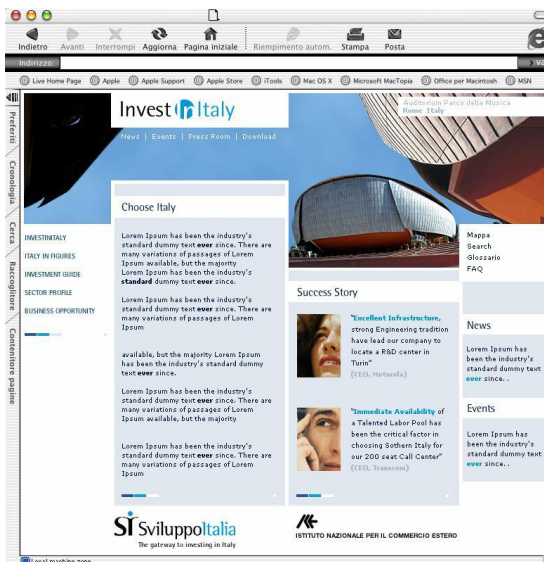 Indietro Avanti Interrompi Aggiorna Pagina iniziale Riempimento autom. Stampa Posta
Indirizzo:
Live Home Page Apple Apple Support Apple Store iTools Mac OS X Microsoft MacTopia Office per Macintosh MSN
Preferiti
Cronologia
Cerca
Raccoglitore
Contenitore pagine
Invest in Italy
Auditorium Parco della Musica
Rome Italy
News | Events | Press Room | Download
INVESTINITALY
ITALY IN FIGURES
INVESTMENT GUIDE
SECTOR PROFILE
BUSINESS OPPORTUNITY
Choose Italy
Lorem Ipsum has been the industry's
standard dummy text ever since. There are
many variations of passages of Lorem
Ipsum available, but the majority
Lorem Ipsum has been the industry's
standard dummy text ever since.
Lorem Ipsum has been the industry's
standard dummy text ever since. There are
many variations of passages of Lorem
Ipsum
available, but the majority Lorem Ipsum
has been the industry's standard dummy
text ever since.
Lorem Ipsum has been the industry's
standard dummy text ever since. There are
many variations of passages of Lorem
Ipsum available, but the majority
Lorem Ipsum has been the industry's
standard dummy text ever since. There are
many variations of passages of Lorem
Ipsum
Success Story
"Excellent Infrastructure,
strong Engineering tradition
have lead our company to
locate a R&D center in
Turin"
(CEO, Motorola)
"Immediate Availability of
a Talented Labor Pool has
been the critical factor in
choosing Sothern Italy for
our 200 seat Call Center"
(CEO, Transcom)
Mappa
Search
Glossario
FAQ
News
Lorem Ipsum has
been the industry's
standard dummy text
ever since. .
Events
Lorem Ipsum has
been the industry's
standard dummy text
ever since. .
Sì SviluppoItalia
The gateway to investing in Italy
ISTITUTO NAZIONALE PER IL COMMERCIO ESTERO
Local machine zone